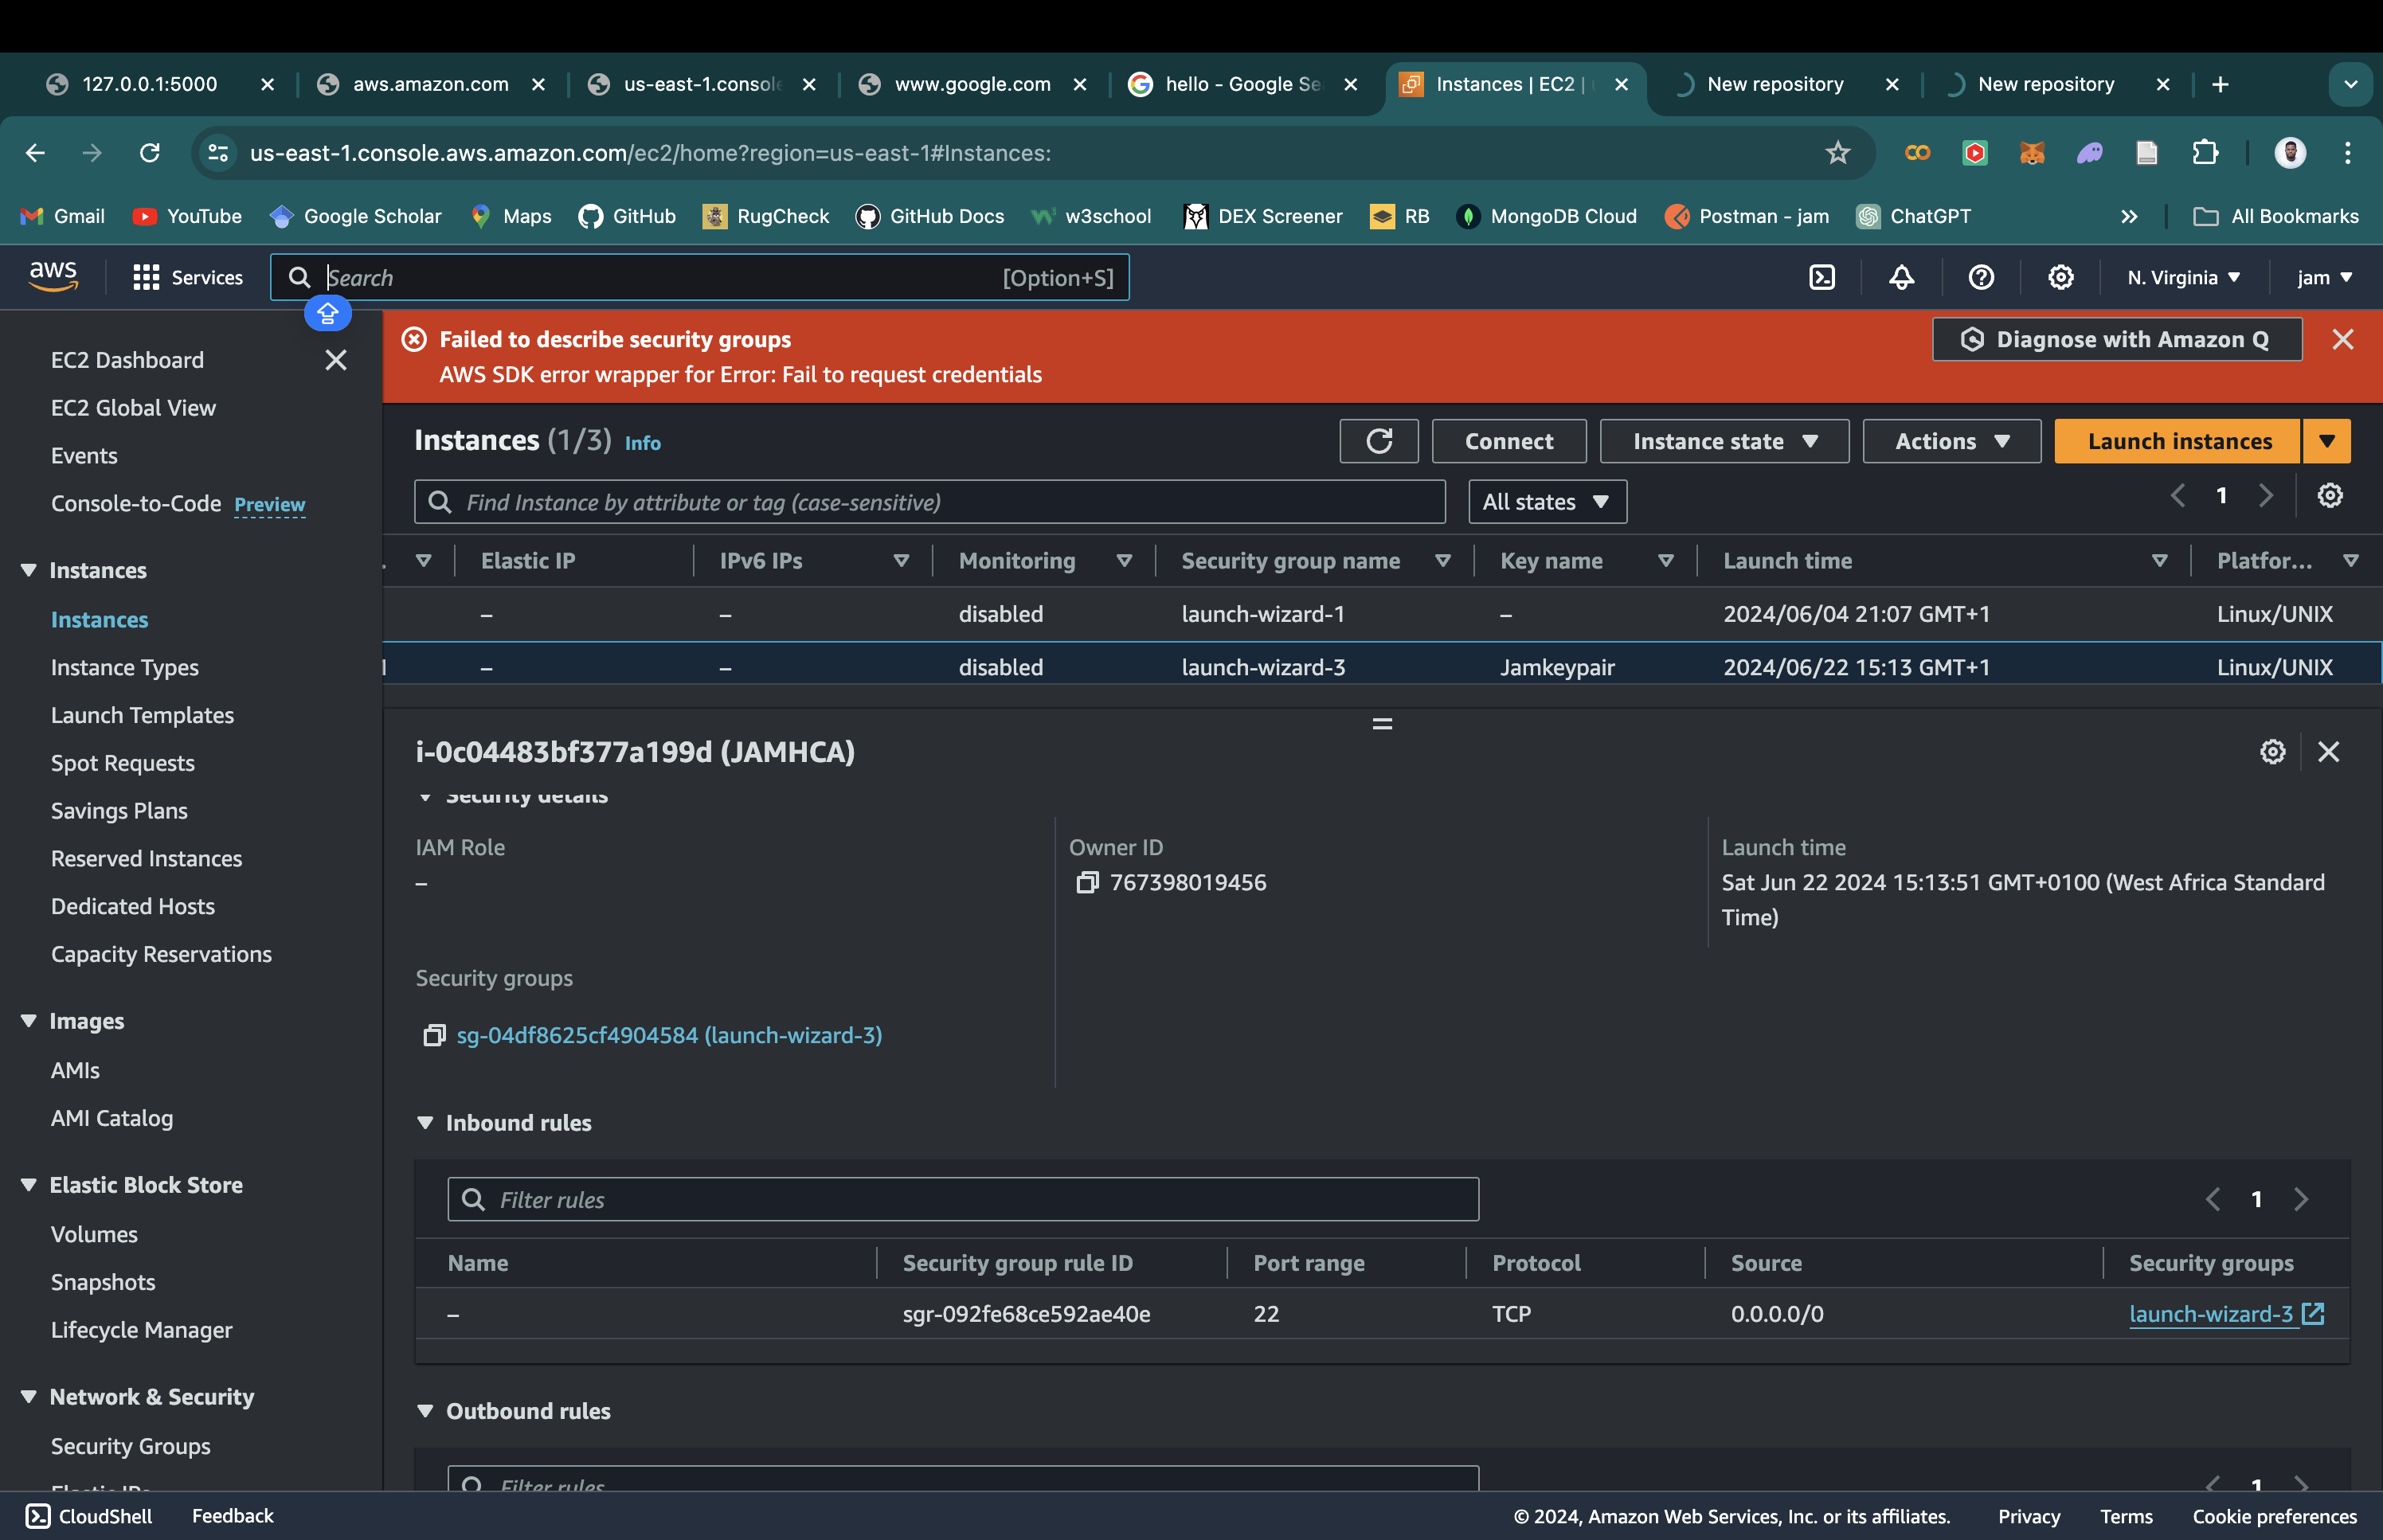 127.0.0.1:5000
aws.amazon.com
us-east-1.console
www.google.com
hello - Google Se
Instances | EC2 |
New repository
New repository
us-east-1.console.aws.amazon.com/ec2/home?region=us-east-1#Instances:
Gmail
YouTube
Google Scholar
Maps
GitHub
RugCheck
GitHub Docs
w3school
DEX Screener
RB
MongoDB Cloud
Postman - jam
ChatGPT
All Bookmarks
aws
Services
Search
[Option+S]
N. Virginia
jam
EC2 Dashboard
EC2 Global View
Events
Console-to-Code Preview
Instances
Instances
Instance Types
Launch Templates
Spot Requests
Savings Plans
Reserved Instances
Dedicated Hosts
Capacity Reservations
Images
AMIs
AMI Catalog
Elastic Block Store
Volumes
Snapshots
Lifecycle Manager
Network & Security
Security Groups
Failed to describe security groups
AWS SDK error wrapper for Error: Fail to request credentials
Diagnose with Amazon Q
Instances (1/3) Info
Connect
Instance state
Actions
Launch instances
Find Instance by attribute or tag (case-sensitive)
All states
1
Elastic IP
IPv6 IPs
Monitoring
Security group name
Key name
Launch time
Platfor...
– – disabled launch-wizard-1 – 2024/06/04 21:07 GMT+1 Linux/UNIX
– – disabled launch-wizard-3 Jamkeypair 2024/06/22 15:13 GMT+1 Linux/UNIX
i-0c04483bf377a199d (JAMHCA)
Security details
IAM Role
–
Owner ID
767398019456
Launch time
Sat Jun 22 2024 15:13:51 GMT+0100 (West Africa Standard
Time)
Security groups
sg-04df8625cf4904584 (launch-wizard-3)
Inbound rules
Filter rules
1
Name
Security group rule ID
Port range
Protocol
Source
Security groups
– sgr-092fe68ce592ae40e 22 TCP 0.0.0.0/0 launch-wizard-3
Outbound rules
Filter rules
1
CloudShell
Feedback
© 2024, Amazon Web Services, Inc. or its affiliates.
Privacy
Terms
Cookie preferences